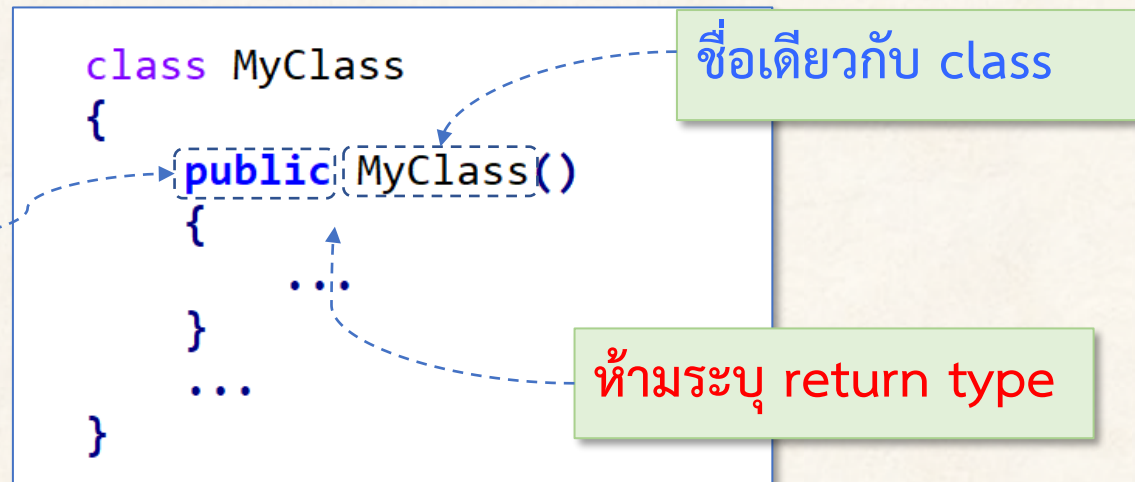 class MyClass
ชื่อเดียวกับ class
{
public MyClass()
{
...
}
ห้ามระบุ return type
...
}